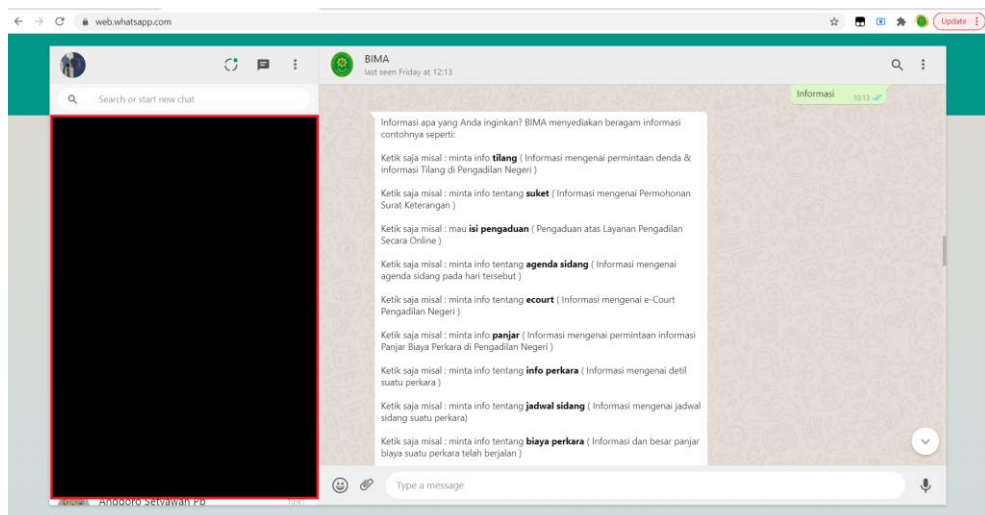 web.whatsapp.com
Update
BIMA
last seen Friday at 12:13
Search or start new chat
Informasi 10:13
Informasi apa yang Anda inginkan? BIMA menyediakan beragam informasi
contohnya seperti:
Ketik saja misal : minta info tilang ( Informasi mengenai permintaan denda &
informasi Tilang di Pengadilan Negeri )
Ketik saja misal : minta info tentang suket ( Informasi mengenai Permohonan
Surat Keterangan )
Ketik saja misal : mau isi pengaduan ( Pengaduan atas Layanan Pengadilan
Secara Online )
Ketik saja misal : minta info tentang agenda sidang ( Informasi mengenai
agenda sidang pada hari tersebut )
Ketik saja misal : minta info tentang ecourt ( Informasi mengenai e-Court
Pengadilan Negeri )
Ketik saja misal : minta info panjar ( Informasi mengenai permintaan informasi
Panjar Biaya Perkara di Pengadilan Negeri )
Ketik saja misal : minta info tentang info perkara ( Informasi mengenai detil
suatu perkara )
Ketik saja misal : minta info tentang jadwal sidang ( Informasi mengenai jadwal
sidang suatu perkara)
Ketik saja misal : minta info tentang biaya perkara ( Informasi dan besar panjar
biaya suatu perkara telah berjalan )
Type a message
Setyawan Pb